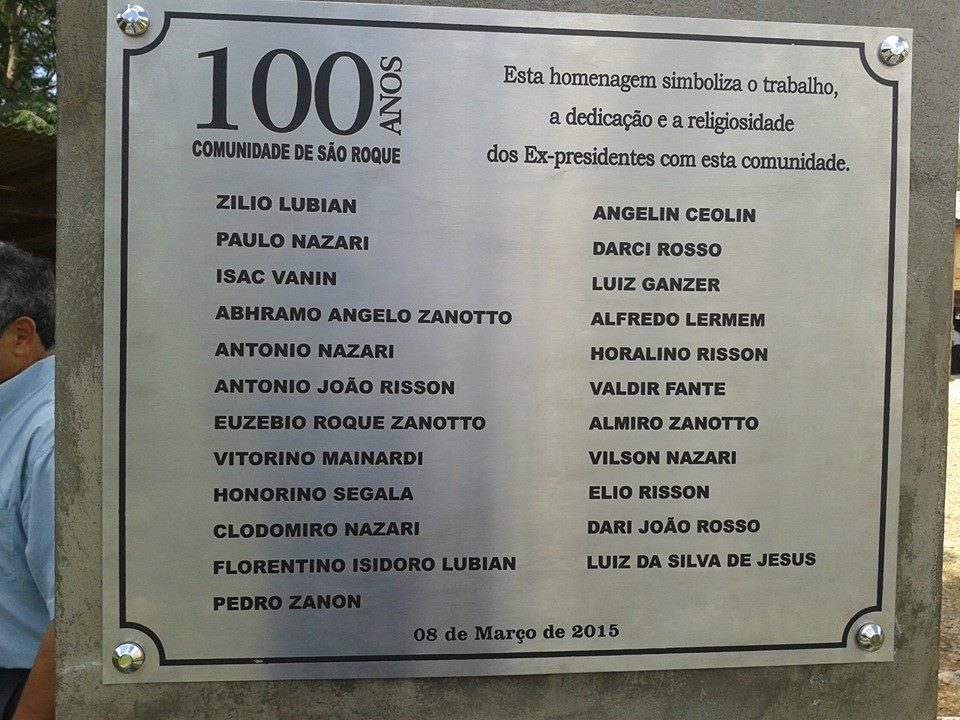 100 ANOS
COMUNIDADE DE SÃO ROQUE
Esta homenagem simboliza o trabalho,
a dedicação e a religiosidade
dos Ex-presidentes com esta comunidade.
ZILIO LUBIAN
PAULO NAZARI
ISAC VANIN
ABHRAMO ANGELO ZANOTTO
ANTONIO NAZARI
ANTONIO JOÃO RISSON
EUZEBIO ROQUE ZANOTTO
VITORINO MAINARDI
HONORINO SEGALA
CLODOMIRO NAZARI
FLORENTINO ISIDORO LUBIAN
PEDRO ZANON
ANGELIN CEOLIN
DARCI ROSSO
LUIZ GANZER
ALFREDO LERMEM
HORALINO RISSON
VALDIR FANTE
ALMIRO ZANOTTO
VILSON NAZARI
ELIO RISSON
DARI JOÃO ROSSO
LUIZ DA SILVA DE JESUS
08 de Março de 2015